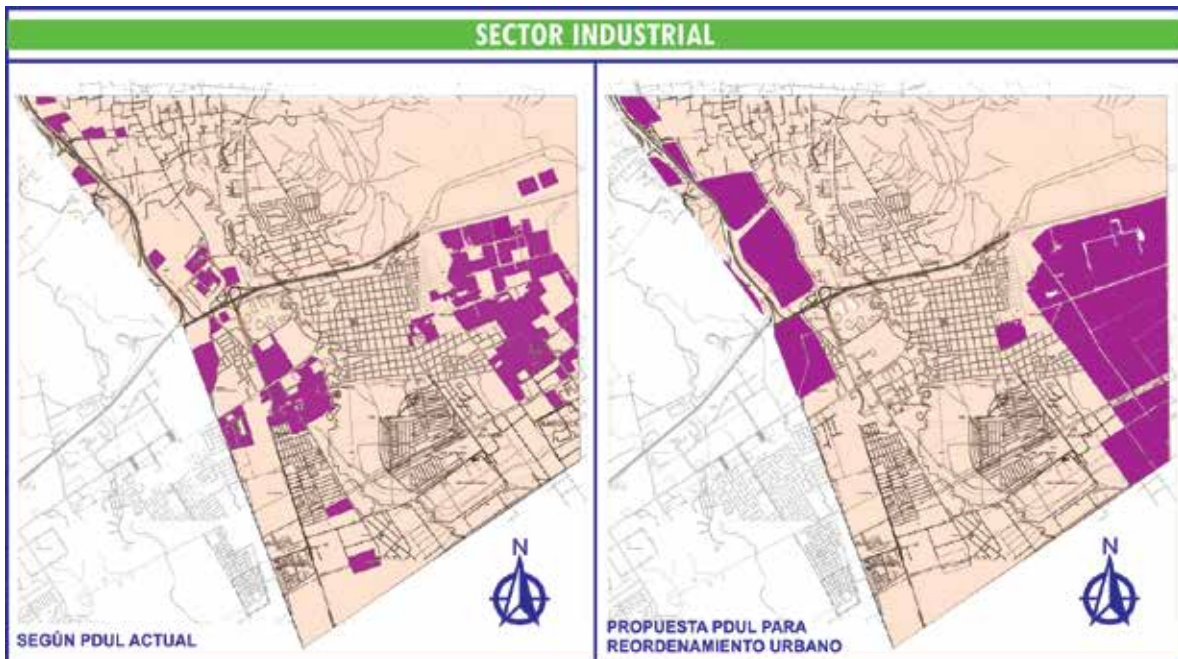 SECTOR INDUSTRIAL
N
SEGÚN PDUL ACTUAL
N
PROPUESTA PDUL PARA
REORDENAMIENTO URBANO